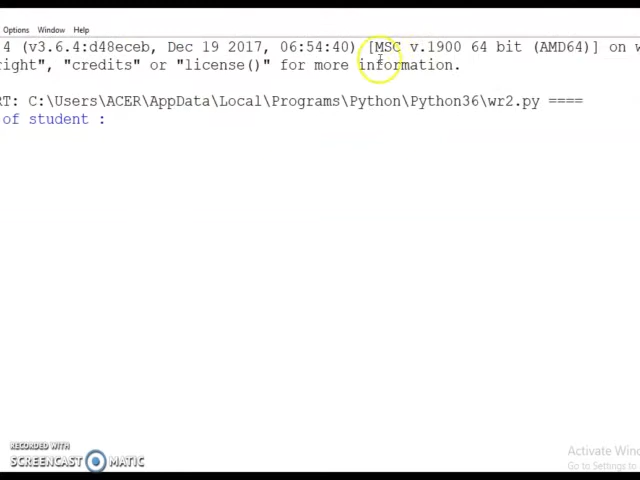 Options Window Help
4 (v3.6.4:d48eceb, Dec 19 2017, 06:54:40) [MSC v.1900 64 bit (AMD64)] on w
right", "credits" or "license()" for more information.
RT: C:\Users\ACER\AppData\Local\Programs\Python\Python36\wr2.py ====
of student :
RECORDED WITH
SCREENCAST MATIC
Activate Wind
Go to Settings to